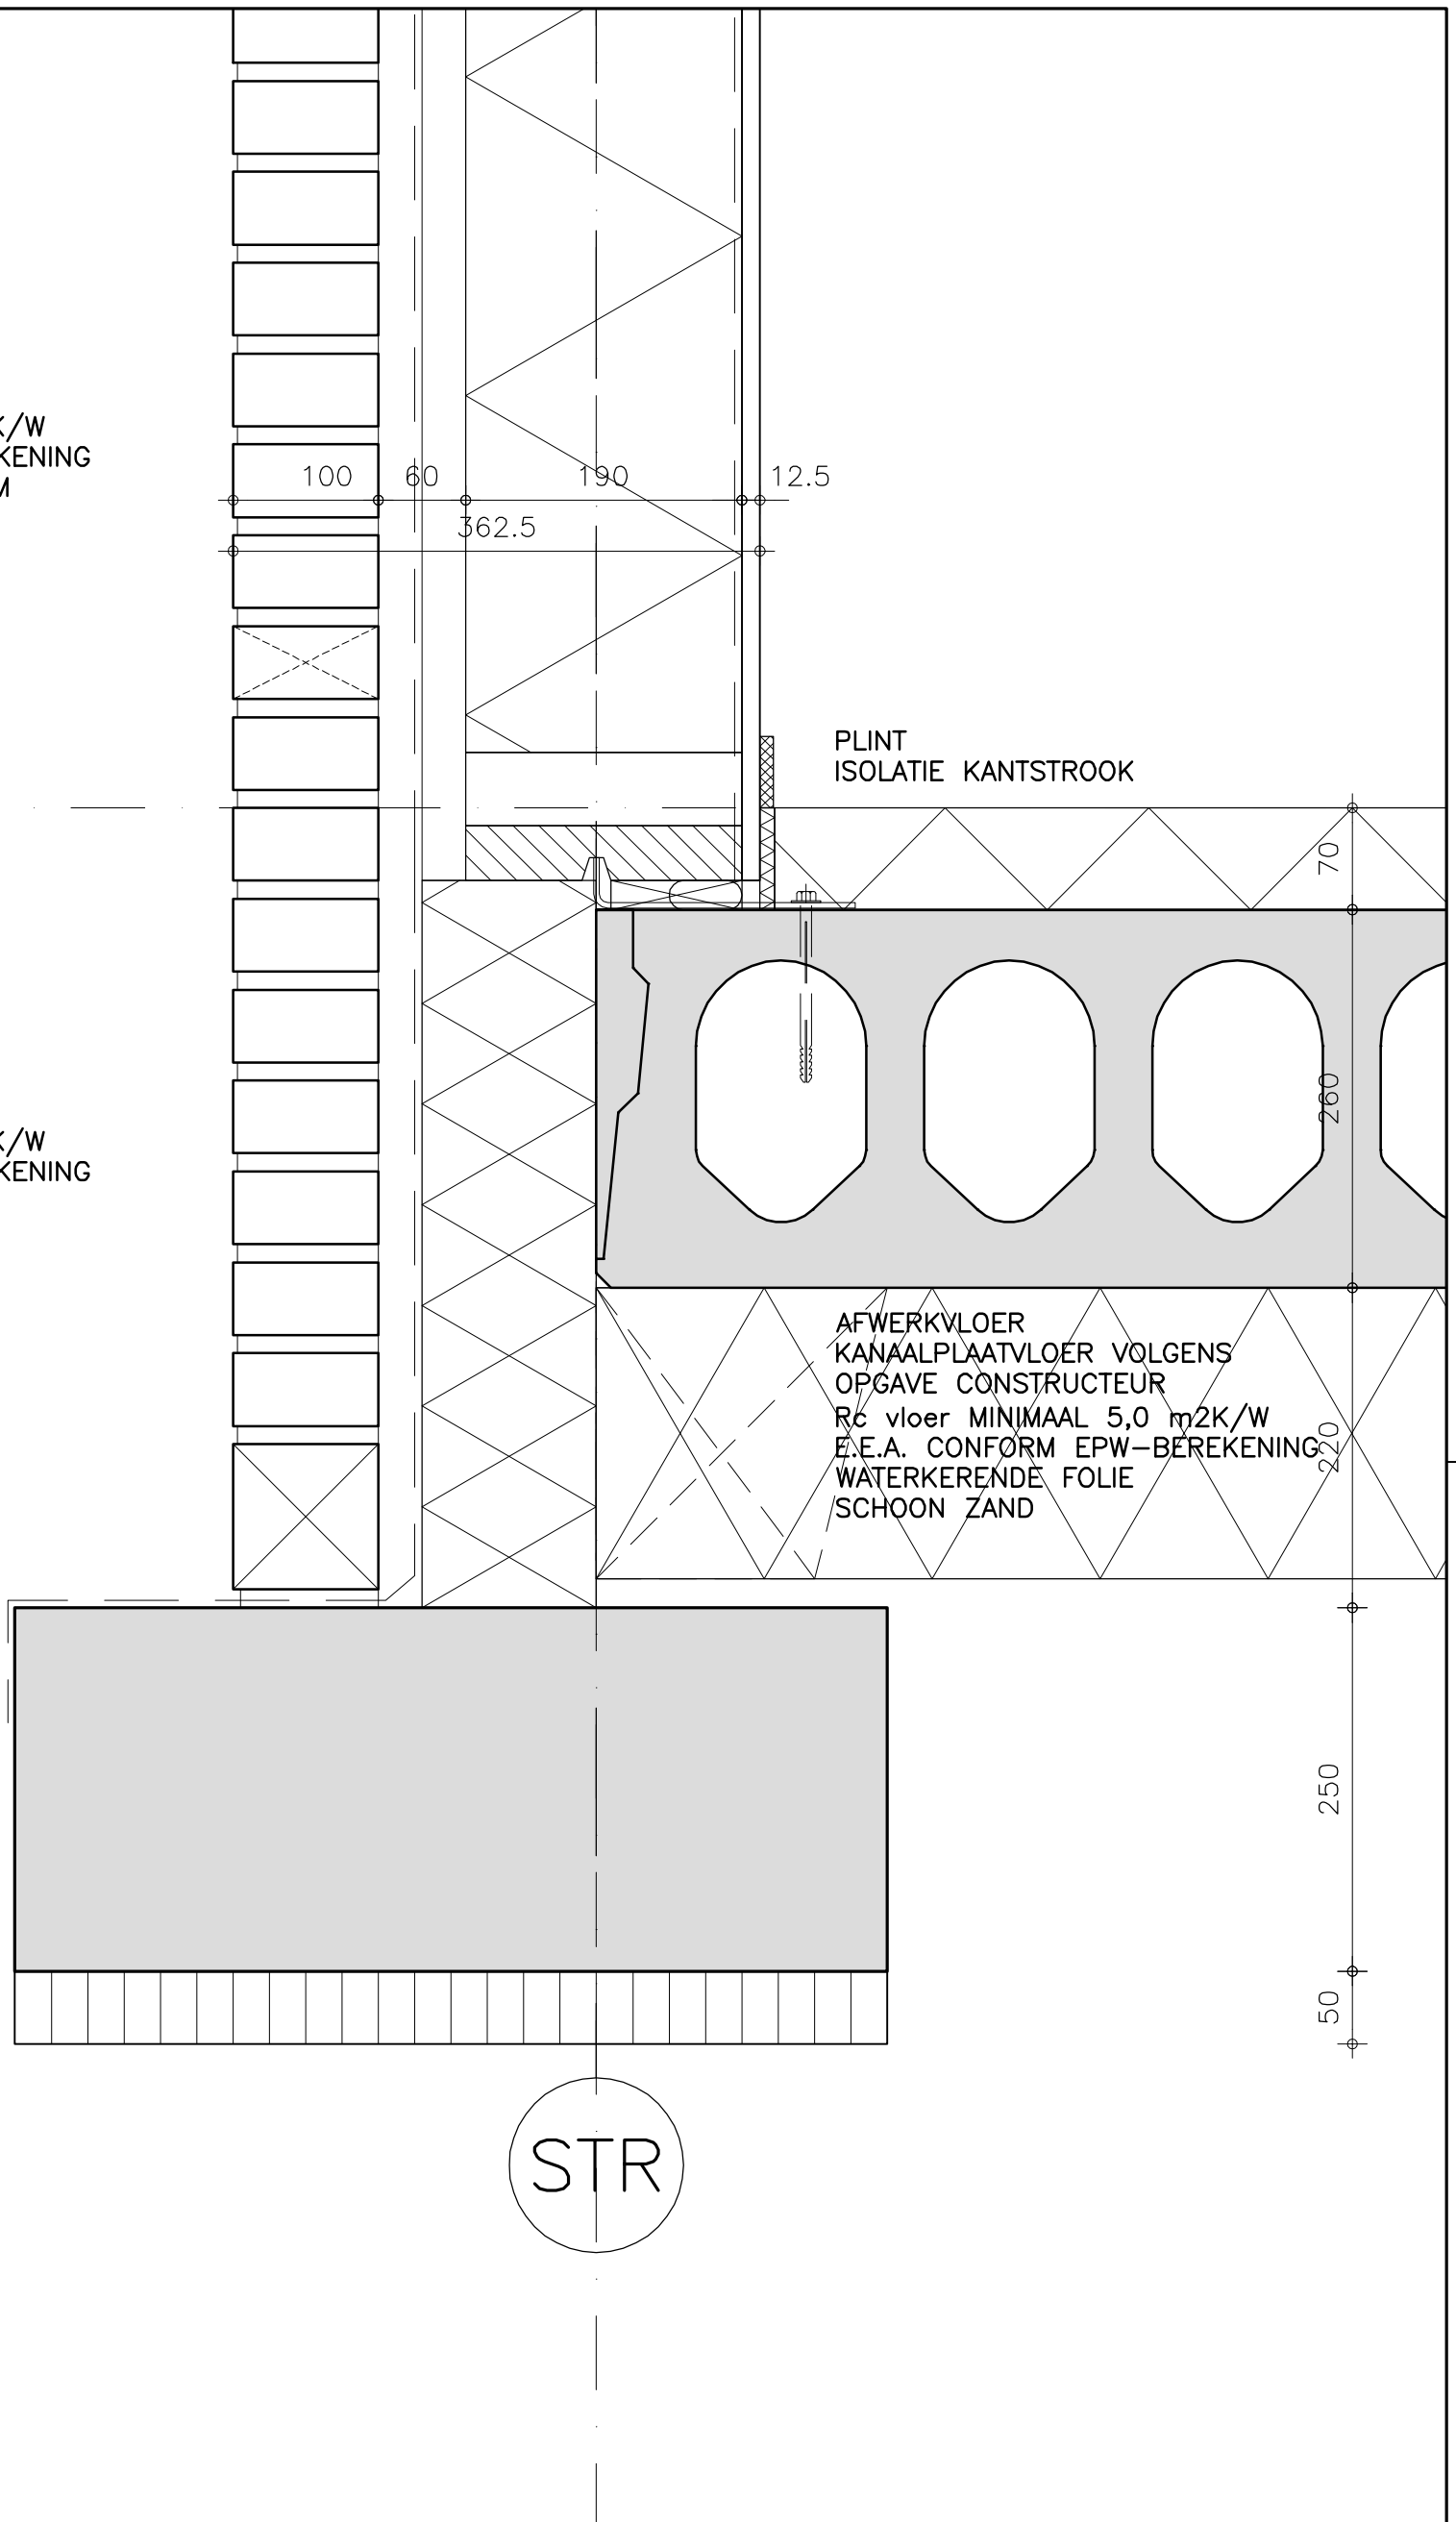 K/W
KENING
M
100 60 190 12.5
362.5
PLINT
ISOLATIE KANTSTROOK
70
260
K/W
KENING
AFWERKVLOER
KANAALPLAATVLOER VOLGENS
OPGAVE CONSTRUCTEUR
Rc vloer MINIMAAL 5,0 m2K/W
E.E.A. CONFORM EPW-BEREKENING
WATERKERENDE FOLIE
SCHOON ZAND
220
250
50
STR